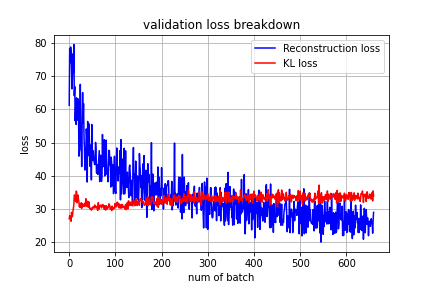 validation loss breakdown
Reconstruction loss
KL loss
80
70
60
50
40
30
20
loss
0 100 200 300 400 500 600
num of batch